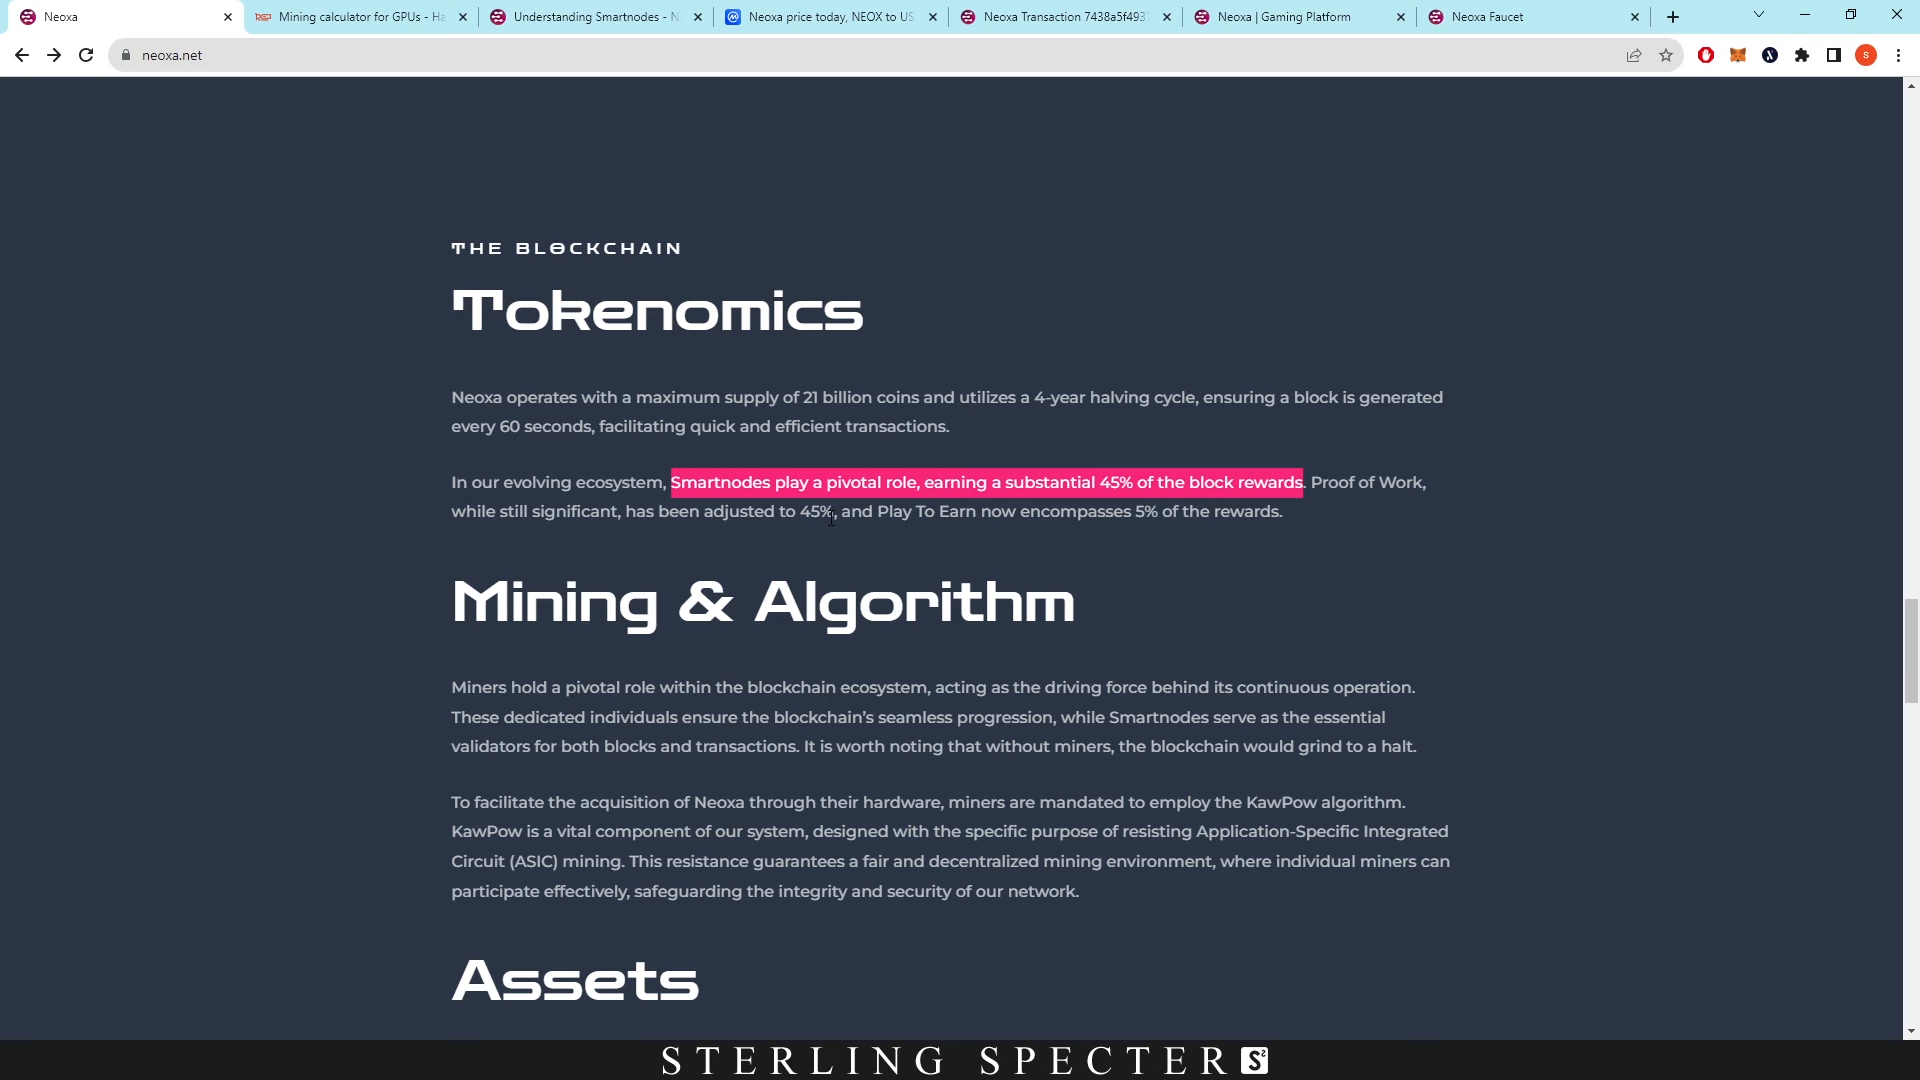 Neoxa
Mining calculator for GPUs - Ha
Understanding Smartnodes - N
Neoxa price today, NEOX to US
Neoxa Transaction 7438a5f4937
Neoxa | Gaming Platform
Neoxa Faucet
neoxa.net
S
THE BLOCKCHAIN
Tokenomics
Neoxa operates with a maximum supply of 21 billion coins and utilizes a 4-year halving cycle, ensuring a block is generated
every 60 seconds, facilitating quick and efficient transactions.
In our evolving ecosystem, Smartnodes play a pivotal role, earning a substantial 45% of the block rewards. Proof of Work,
while still significant, has been adjusted to 45%, and Play To Earn now encompasses 5% of the rewards.
Mining & Algorithm
Miners hold a pivotal role within the blockchain ecosystem, acting as the driving force behind its continuous operation.
These dedicated individuals ensure the blockchain’s seamless progression, while Smartnodes serve as the essential
validators for both blocks and transactions. It is worth noting that without miners, the blockchain would grind to a halt.
To facilitate the acquisition of Neoxa through their hardware, miners are mandated to employ the KawPow algorithm.
KawPow is a vital component of our system, designed with the specific purpose of resisting Application-Specific Integrated
Circuit (ASIC) mining. This resistance guarantees a fair and decentralized mining environment, where individual miners can
participate effectively, safeguarding the integrity and security of our network.
Assets
STERLING SPECTER S²